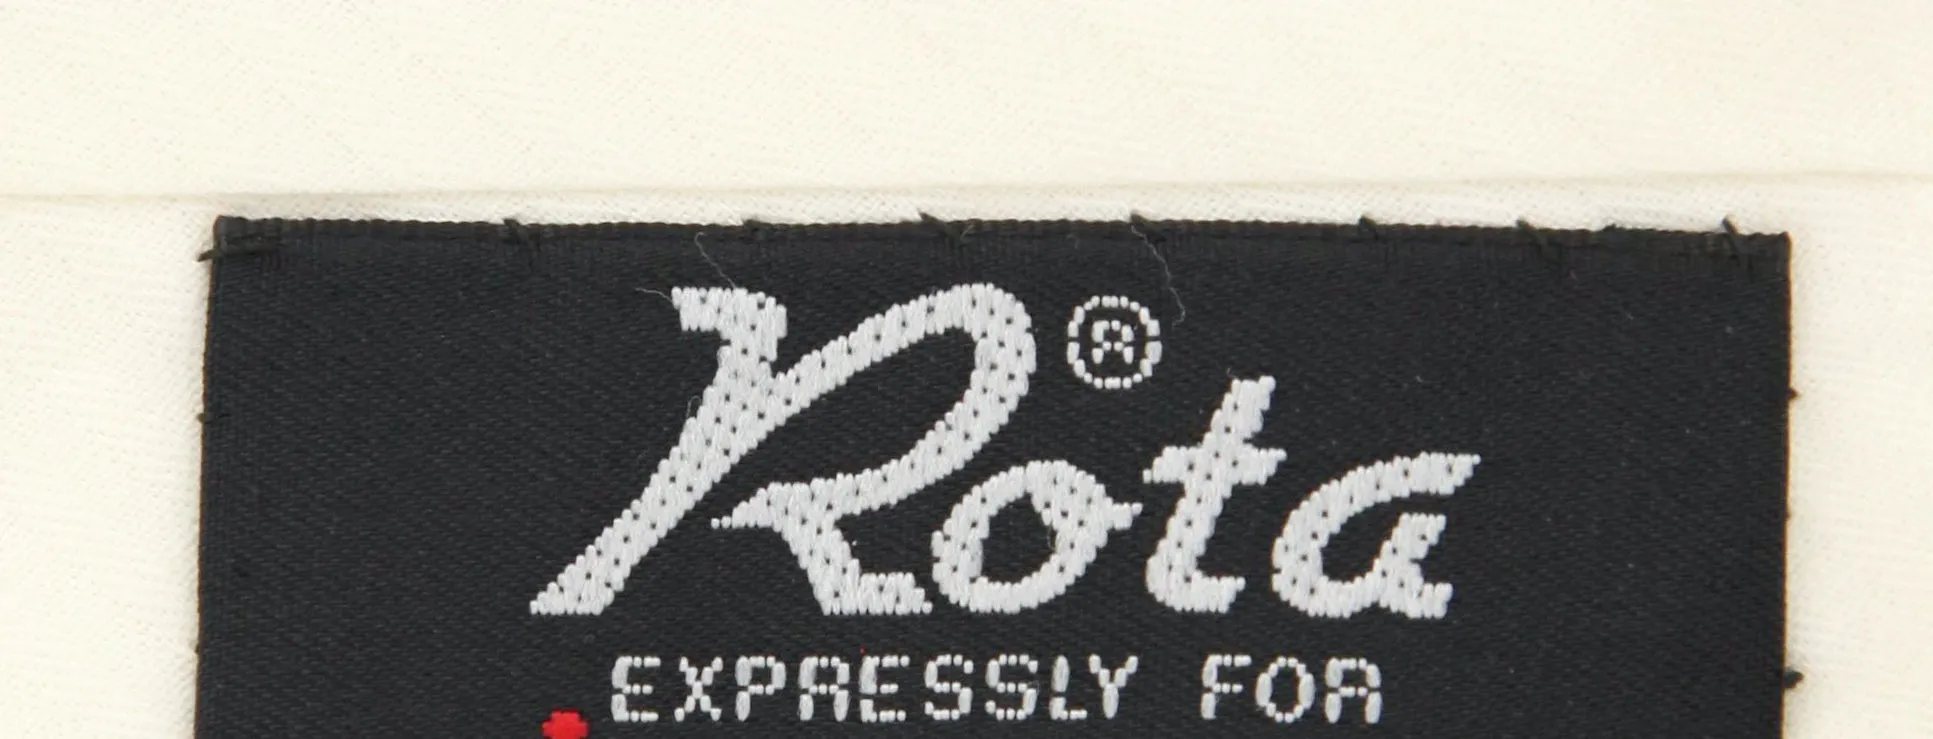 Rota ®
EXPRESSLY FOR